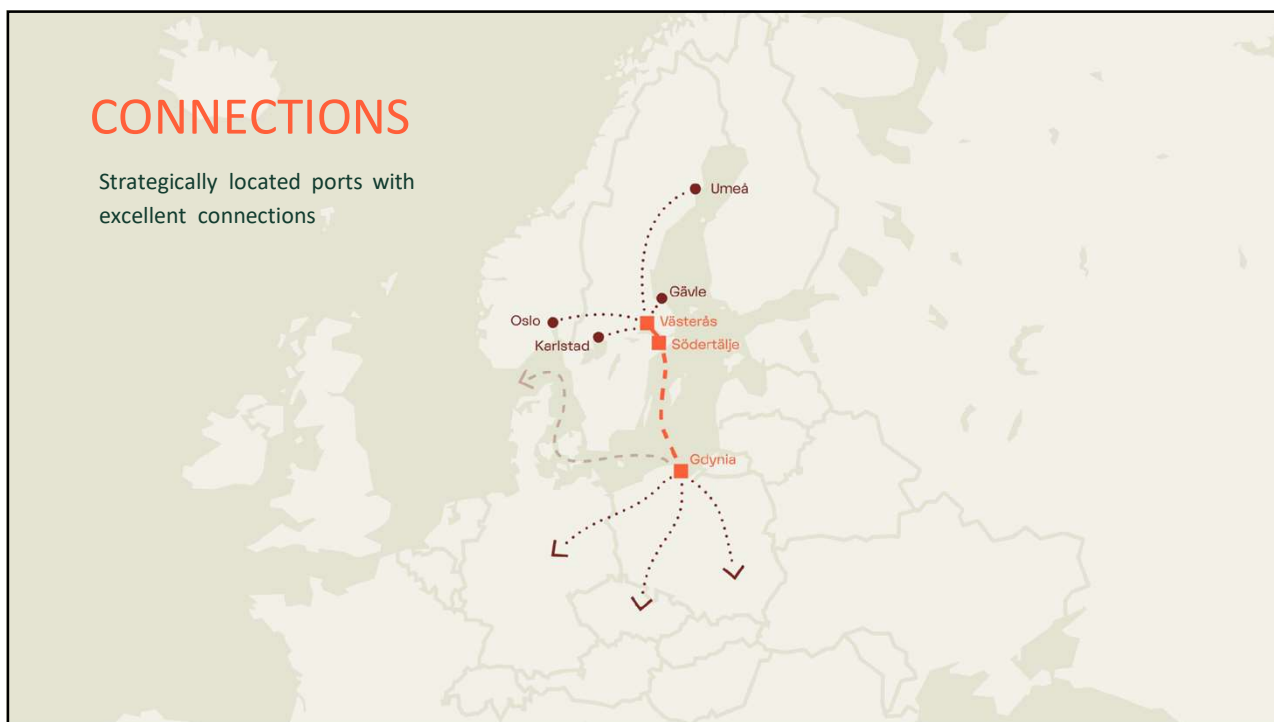 CONNECTIONS
Strategically located ports with
excellent connections
Umeå
Gävle
Oslo
Västerås
Karlstad
Södertälje
Gdynia